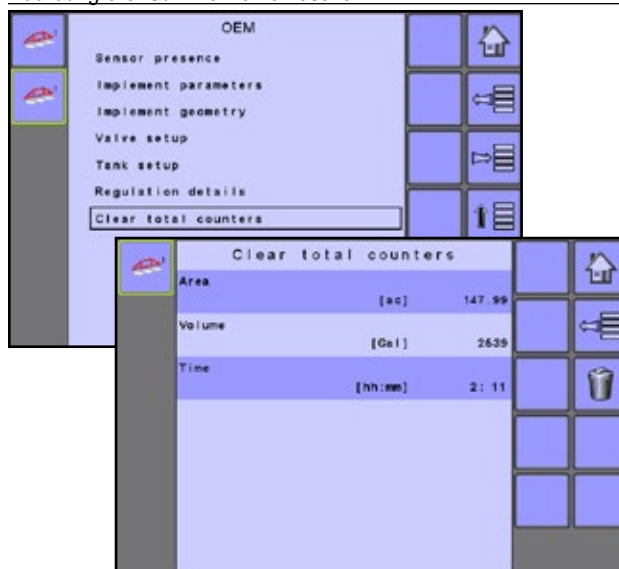 OEM
Sensor presence
Implement parameters
Implement geometry
Valve setup
Tank setup
Regulation details
Clear total counters
Clear total counters
Area
[ac] 147.99
Volume
[Gal] 2639
Time
[hh:mm] 2: 11